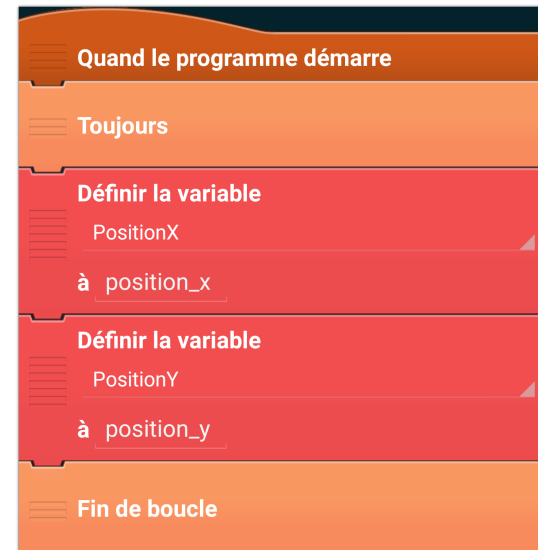 Quand le programme démarre
Toujours
Définir la variable
PositionX
à position_x
Définir la variable
PositionY
à position_y
Fin de boucle